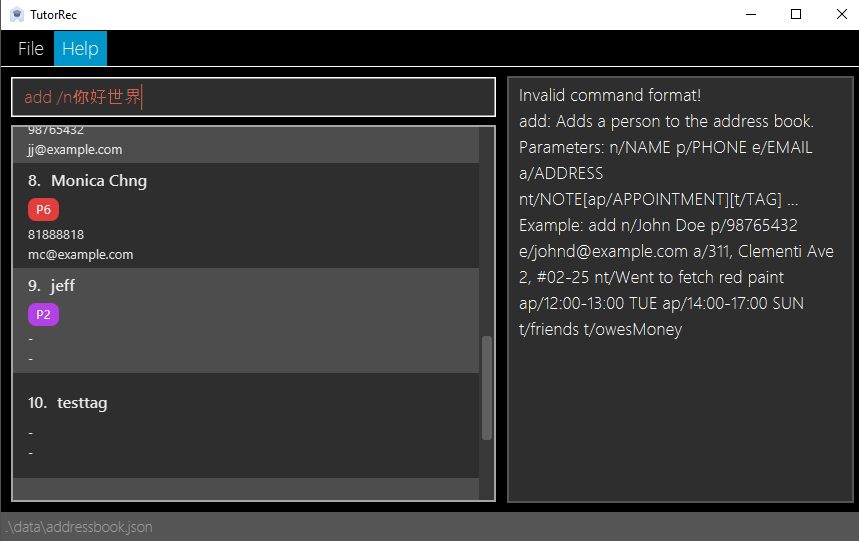 TutorRec
File Help
add /n你好世界
98765432
jj@example.com
8. Monica Chng
P6
81888818
mc@example.com
9. jeff
P2
-
-
10. testtag
-
-
Invalid command format!
add: Adds a person to the address book.
Parameters: n/NAME p/PHONE e/EMAIL
a/ADDRESS
nt/NOTE[ap/APPOINTMENT][t/TAG] ...
Example: add n/John Doe p/98765432
e/johnd@example.com a/311, Clementi Ave
2, #02-25 nt/Went to fetch red paint
ap/12:00-13:00 TUE ap/14:00-17:00 SUN
t/friends t/owesMoney
.\data\addressbook.json